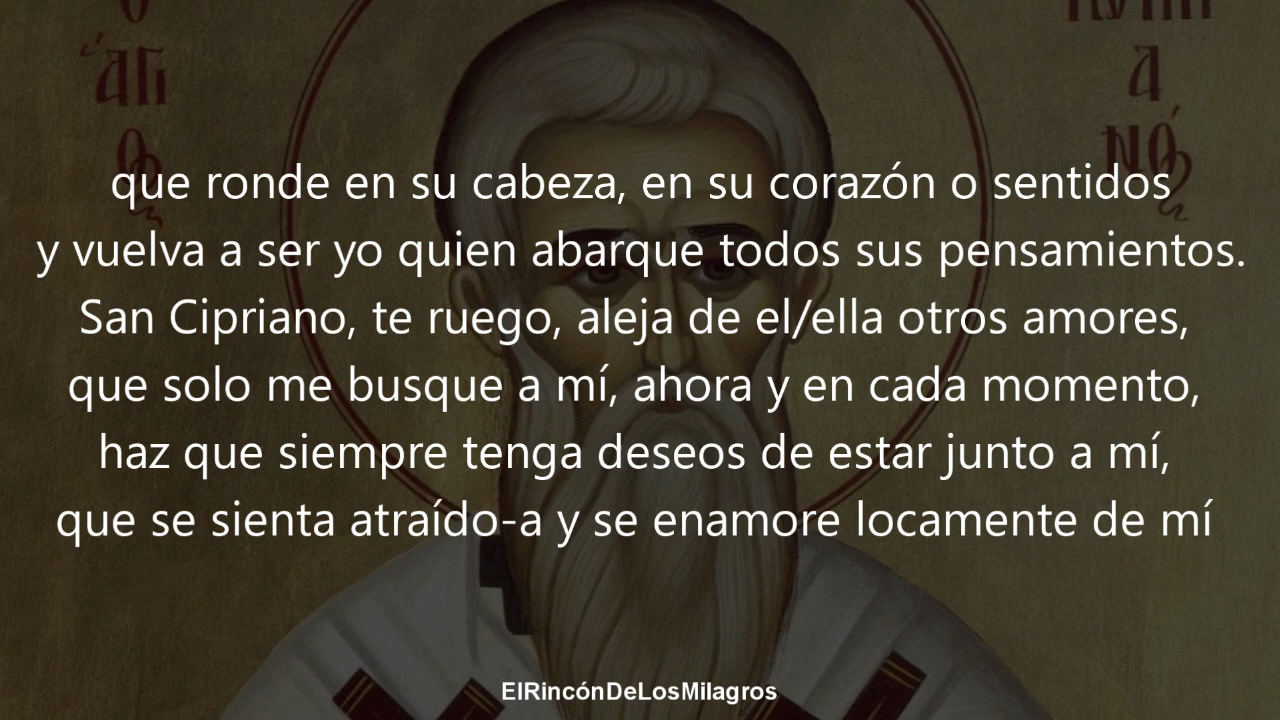 ἍΓΙ
que ronde en su cabeza, en su corazón o sentidos
y vuelva a ser yo quien abarque todos sus pensamientos.
San Cipriano, te ruego, aleja de el/ella otros amores,
que solo me busque a mí, ahora y en cada momento,
haz que siempre tenga deseos de estar junto a mí,
que se sienta atraído-a y se enamore locamente de mí
ElRincónDeLosMilagros